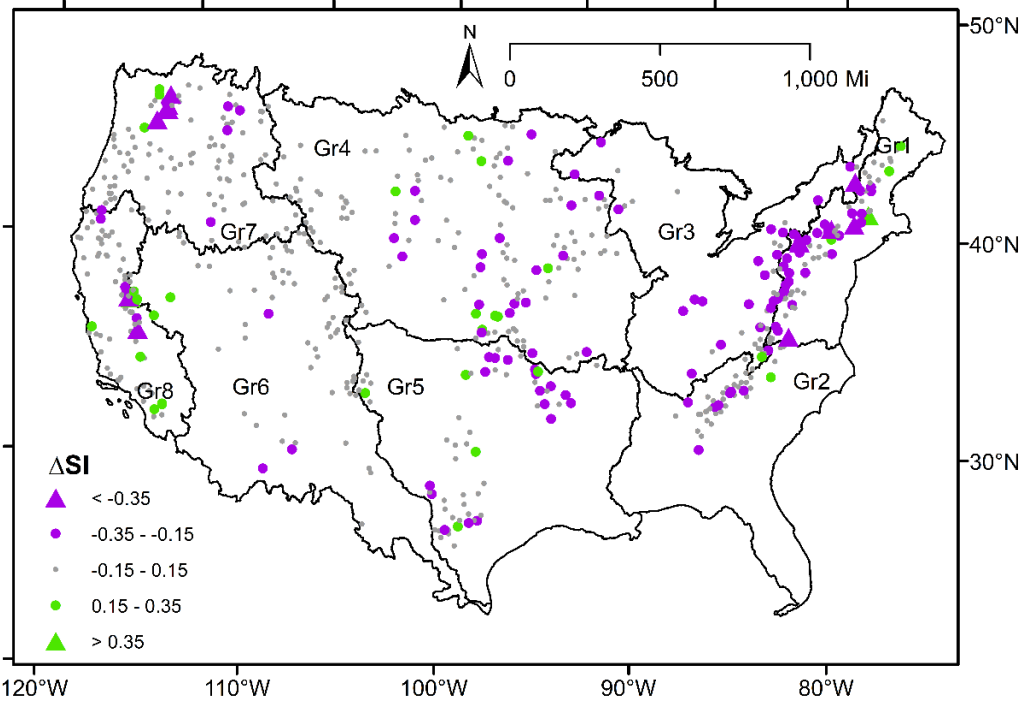 50°N
N
0 500 1,000 Mi
Gr4
Gr1
Gr7
Gr3
40°N
Gr8
Gr6
Gr5
Gr2
30°N
ΔSI
< -0.35
-0.35 - -0.15
-0.15 - 0.15
0.15 - 0.35
> 0.35
120°W 110°W 100°W 90°W 80°W